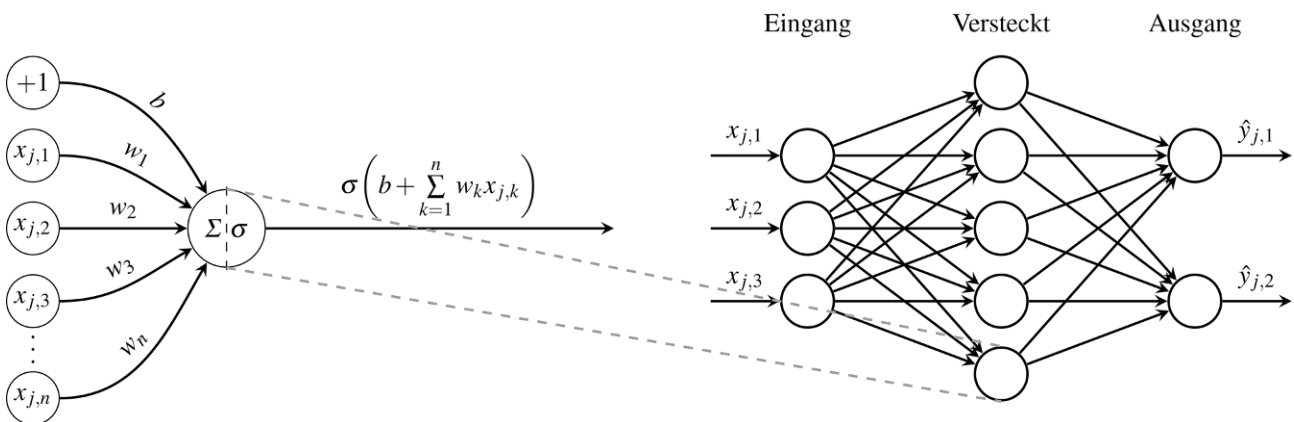 Eingang Versteckt Ausgang
+1
b
x_{j,1}
w_1
x_{j,2}
w_2
x_{j,3}
w_3
x_{j,n}
w_n
Σ σ
σ(b + ∑_{k=1}^{n} w_k x_{j,k})
x_{j,1}
x_{j,2}
x_{j,3}
ŷ_{j,1}
ŷ_{j,2}